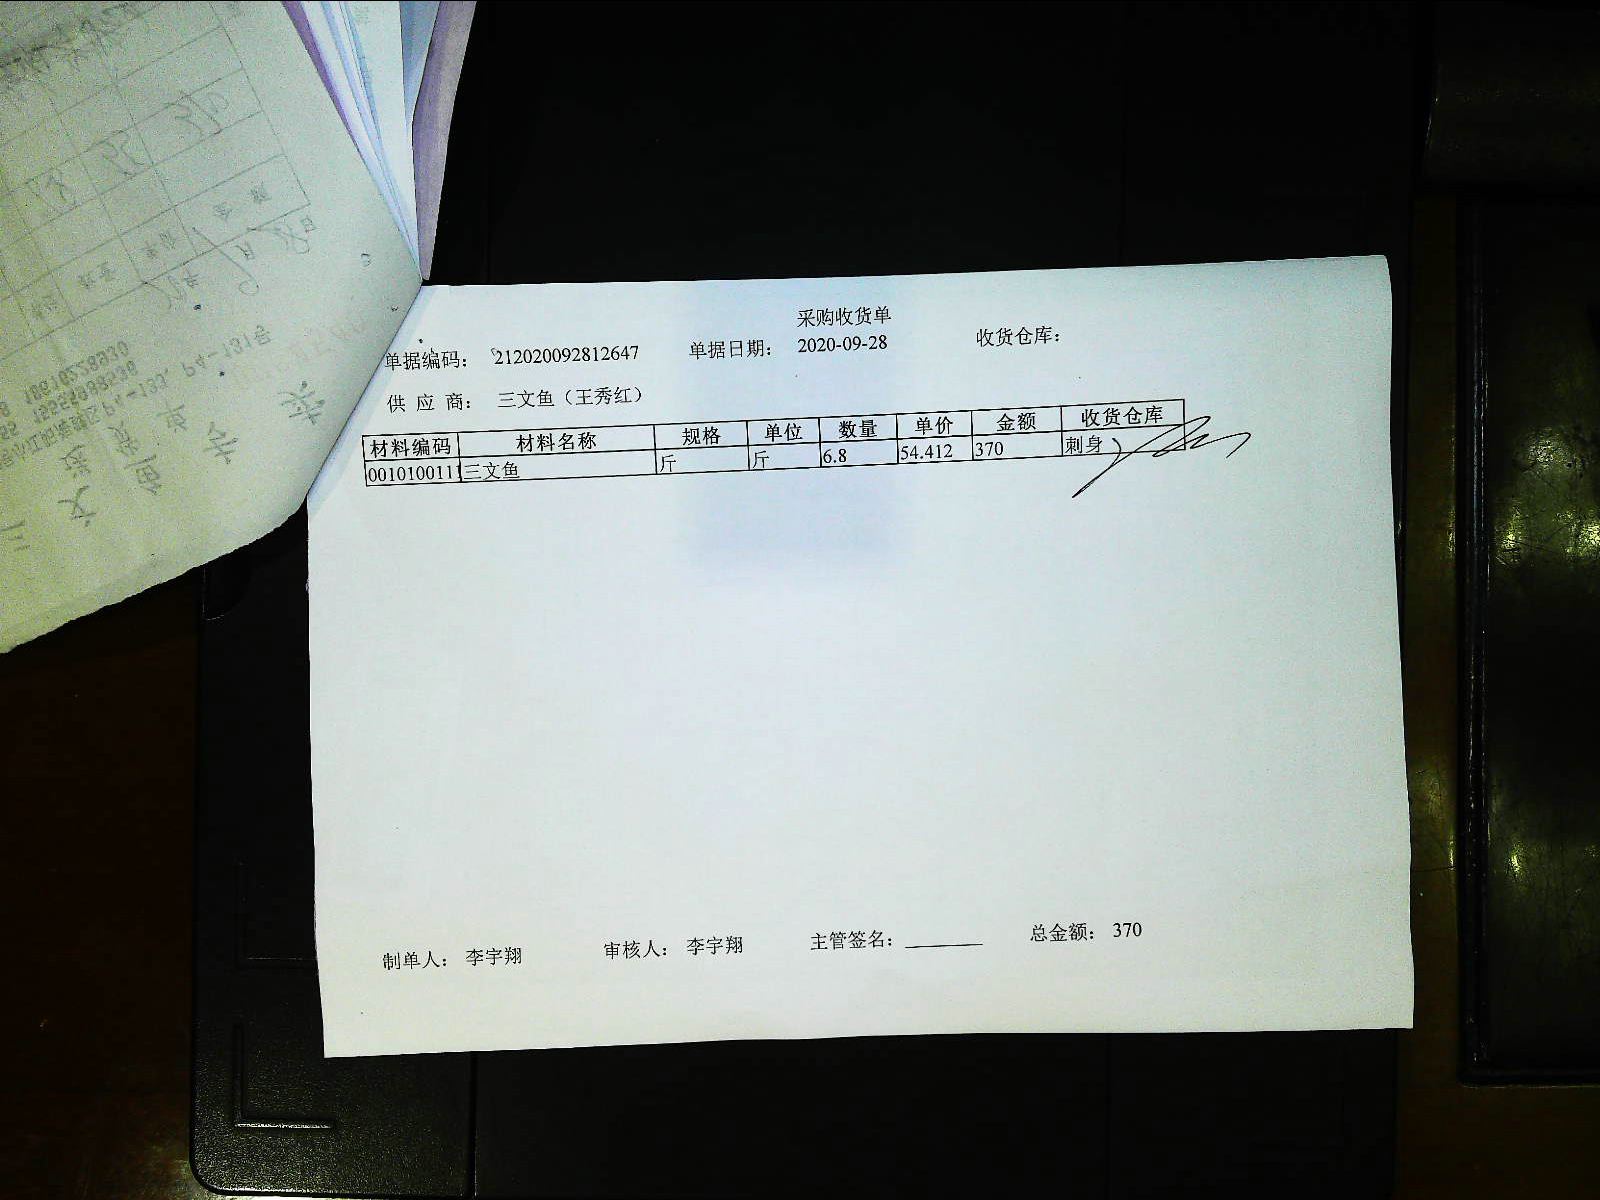 采购收货单
单据编码： 212020092812647 单据日期： 2020-09-28 收货仓库：
供 应 商： 三文鱼（王秀红）
材料编码 材料名称 规格 单位 数量 单价 金额 收货仓库
0010100111 三文鱼 斤 斤 6.8 54.412 370 刺身
制单人： 李宇翔 审核人： 李宇翔 主管签名： 总金额： 370